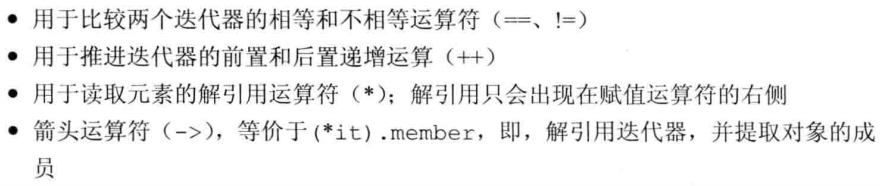 • 用于比较两个迭代器的相等和不相等运算符（==、!=）
• 用于推进迭代器的前置和后置递增运算（++）
• 用于读取元素的解引用运算符（*）；解引用只会出现在赋值运算符的右侧
• 箭头运算符（->），等价于(*it).member，即，解引用迭代器，并提取对象的成
员